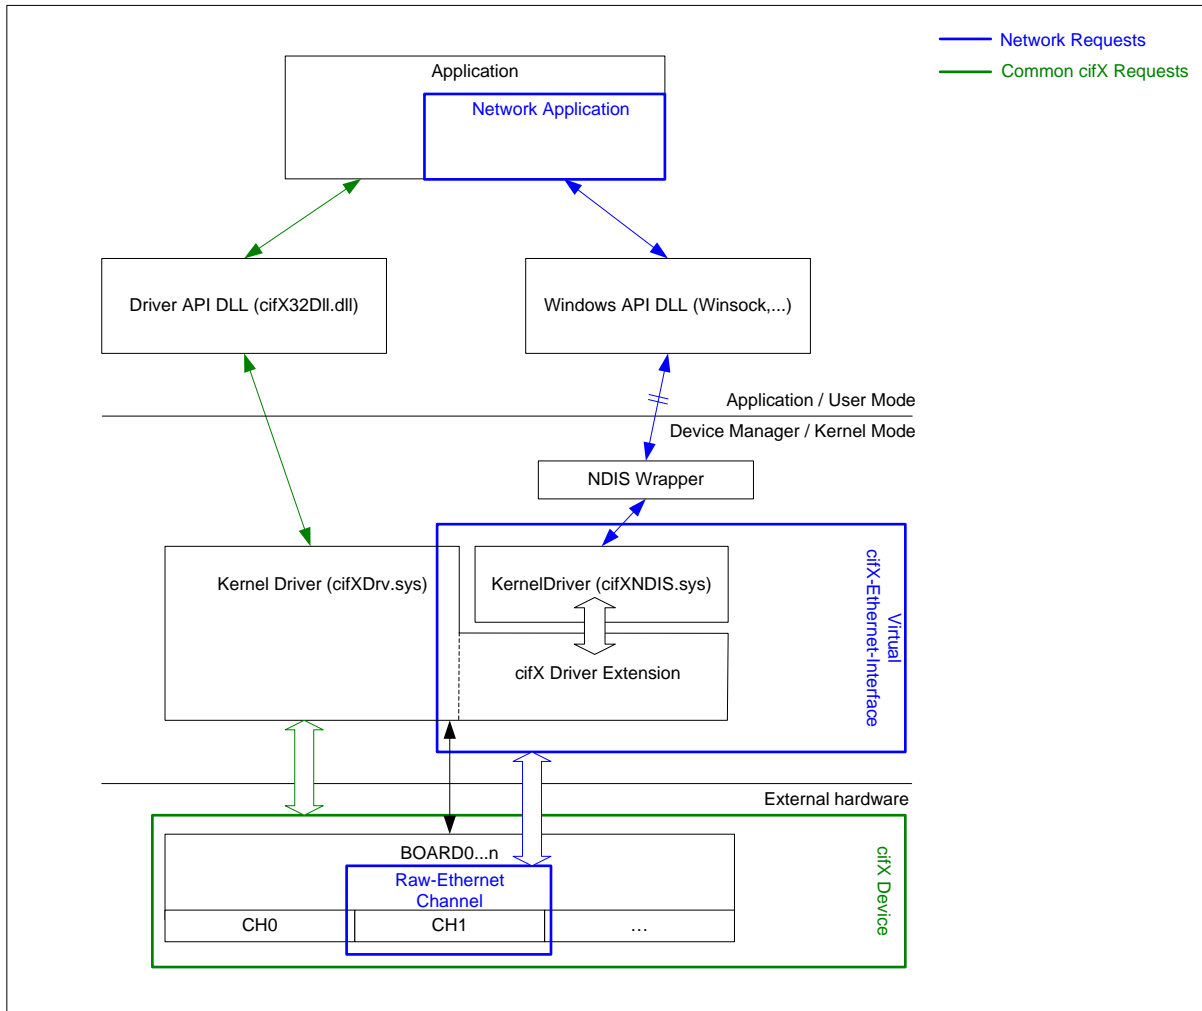 Network Requests
Common cifX Requests
Application
Network Application
Driver API DLL (cifX32Dll.dll)
Windows API DLL (Winsock,...)
Application / User Mode
Device Manager / Kernel Mode
NDIS Wrapper
Kernel Driver (cifXDrv.sys)
KernelDriver (cifXNDIS.sys)
cifX Driver Extension
Virtual
cifX-Ethernet-Interface
External hardware
BOARD0...n
Raw-Ethernet
Channel
CH0
CH1
...
cifX Device